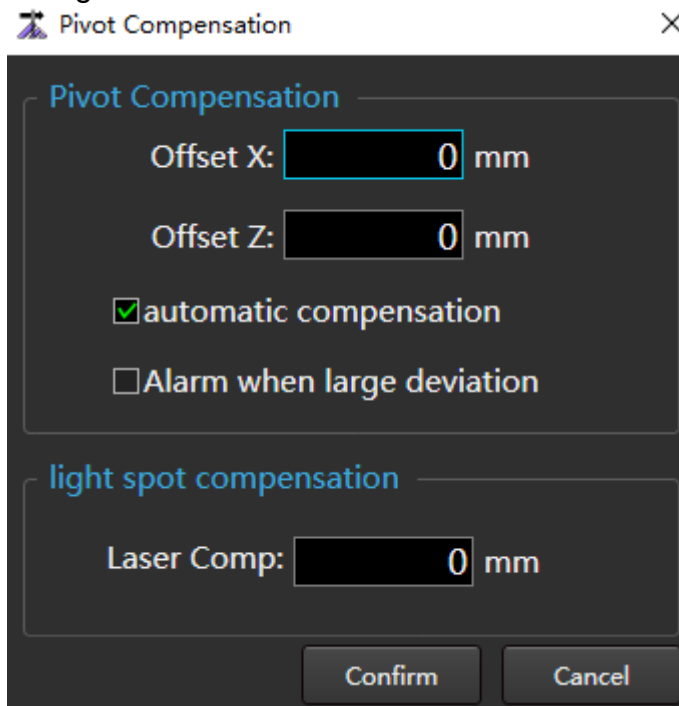 Pivot Compensation
Pivot Compensation
Offset X: 0 mm
Offset Z: 0 mm
automatic compensation
Alarm when large deviation
light spot compensation
Laser Comp: 0 mm
Confirm Cancel